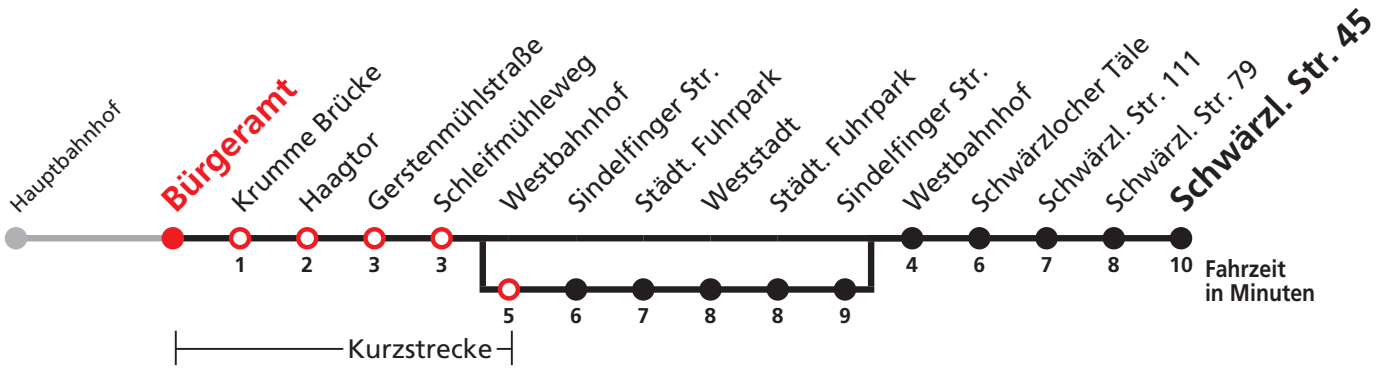 Hauptbahnhof
Bürgeramt
Krumme Brücke
Haagtor
Gerstenmühlstraße
Schleifmühleweg
Westbahnhof
Sindelfinger Str.
Städt. Fuhrpark
Weststadt
Städt. Fuhrpark
Sindelfinger Str.
Westbahnhof
Schwärzlocher Täle
Schwärzl. Str. 111
Schwärzl. Str. 79
Schwärzl. Str. 45
1 2 3 3 4 6 7 8 10
Fahrzeit
in Minuten
5 6 7 8 8 9
Kurzstrecke